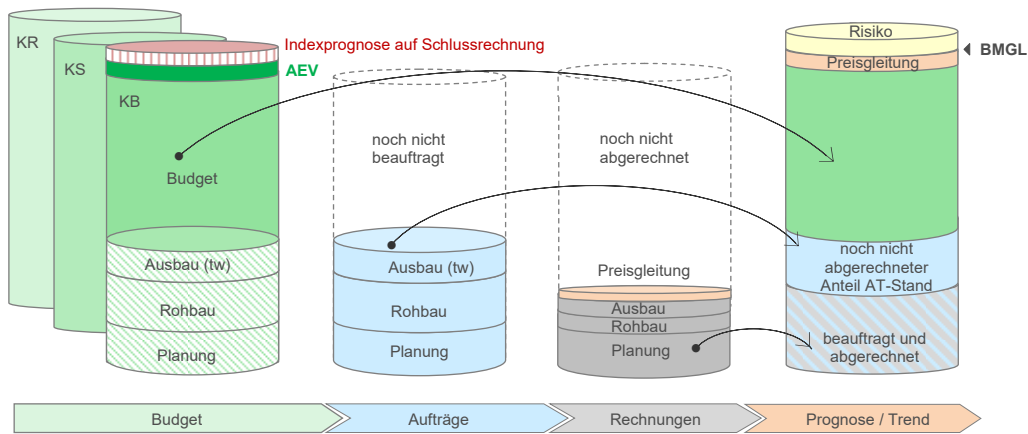 KR
KS
Indexprognose auf Schlussrechnung
AEV
KB
Budget
Ausbau (tw)
Rohbau
Planung
noch nicht
beauftragt
Ausbau (tw)
Rohbau
Planung
noch nicht
abgerechnet
Preisgleitung
Ausbau
Rohbau
Planung
Risiko
BMGL
Preisgleitung
noch nicht
abgerechneter
Anteil AT-Stand
beauftragt und
abgerechnet
Budget
Aufträge
Rechnungen
Prognose / Trend